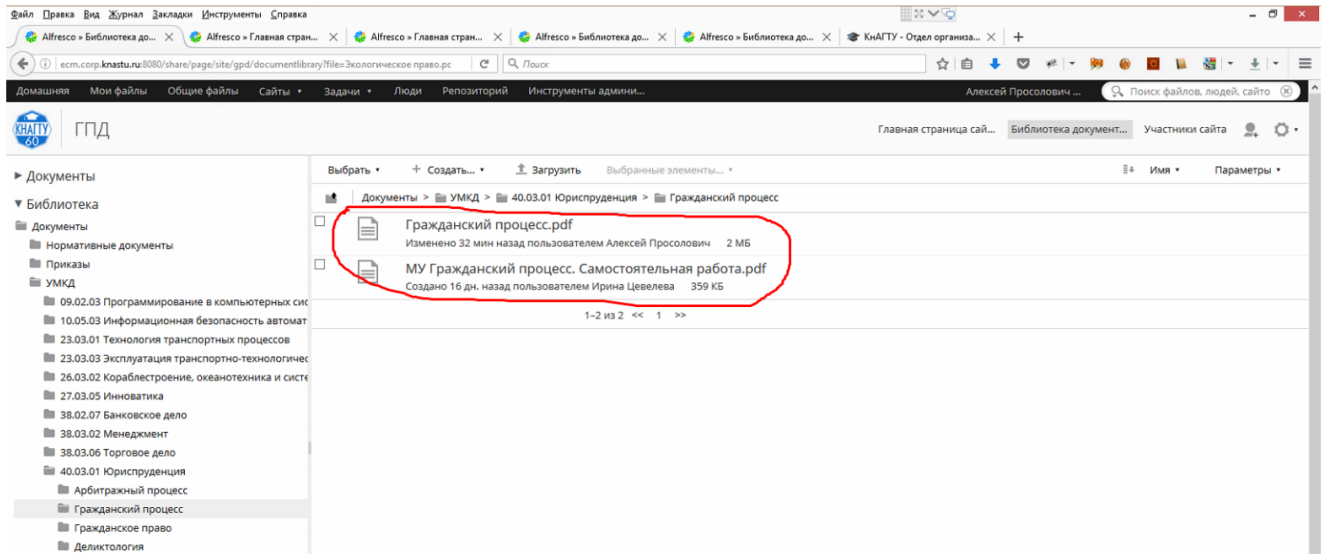 Файл Правка Вид Журнал Закладки Инструменты Справка
Alfresco » Библиотека до... Alfresco » Главная стран... Alfresco » Главная стран... Alfresco » Библиотека до... Alfresco » Библиотека до... КнАГТУ - Отдел организа...
ecm.corp.knastu.ru:8080/share/page/site/gpd/documentlibrary?file=Экологическое право.pc Поиск
Домашняя Мои файлы Общие файлы Сайты Задачи Люди Репозиторий Инструменты админи... Алексей Просолович ... Поиск файлов, людей, сайто
КНАГТУ 60 ГПД Главная страница сай... Библиотека документ... Участники сайта
Документы
Библиотека
Документы
Нормативные документы
Приказы
УМКД
09.02.03 Программирование в компьютерных сис
10.05.03 Информационная безопасность автомат
23.03.01 Технология транспортных процессов
23.03.03 Эксплуатация транспортно-технологичес
26.03.02 Кораблестроение, океанотехника и систе
27.03.05 Инноватика
38.02.07 Банковское дело
38.03.02 Менеджмент
38.03.06 Торговое дело
40.03.01 Юриспруденция
Арбитражный процесс
Гражданский процесс
Гражданское право
Деликтология
Выбрать + Создать... Загрузить Выбранные элементы... Имя Параметры
Документы > УМКД > 40.03.01 Юриспруденция > Гражданский процесс
Гражданский процесс.pdf
Изменено 32 мин назад пользователем Алексей Просолович 2 МБ
МУ Гражданский процесс. Самостоятельная работа.pdf
Создано 16 дн. назад пользователем Ирина Цевелева 359 КБ
1–2 из 2 << 1 >>